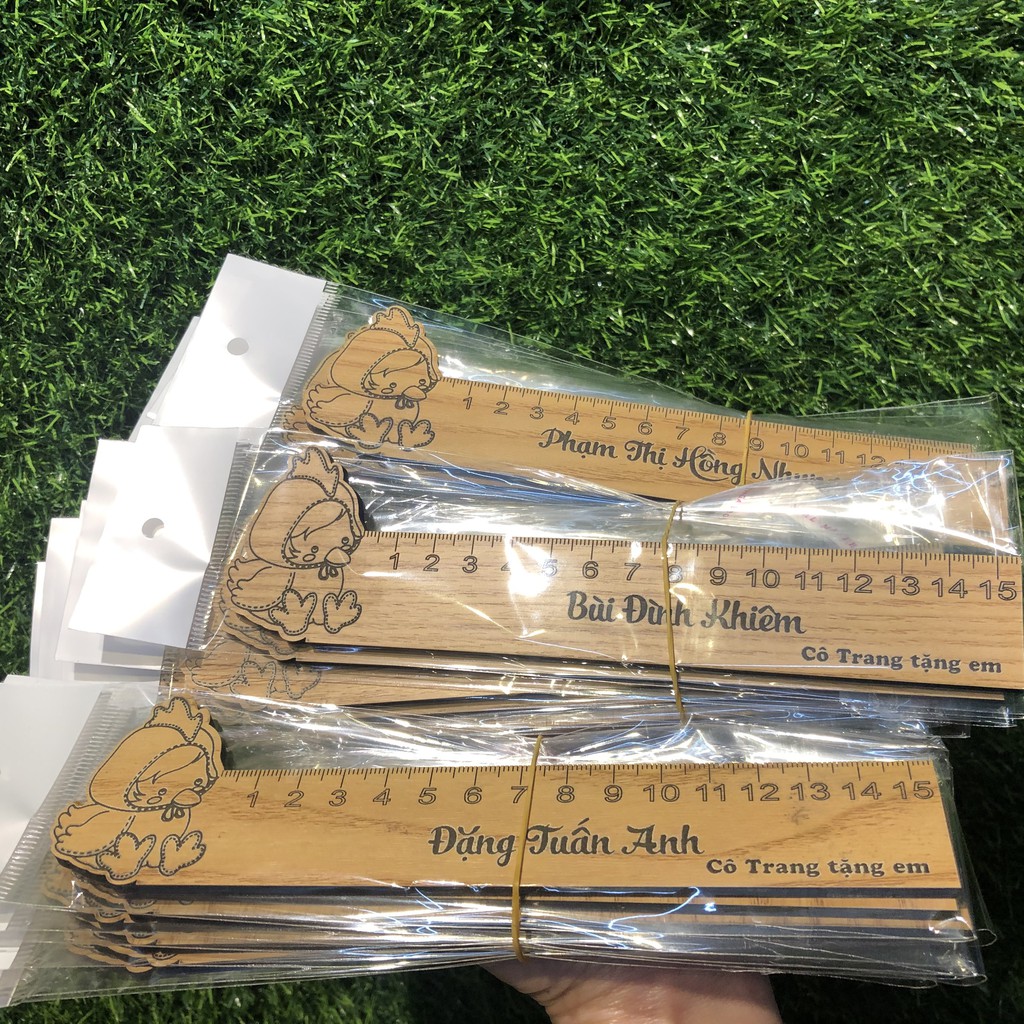 1 2 3 4 5 6 7 8 9 10 11 12
Phạm Thị Hồng Nhung
1 2 3 4 5 6 7 8 9 10 11 12 13 14 15
Bùi Đình Khiêm
Cô Trang tặng em
1 2 3 4 5 6 7 8 9 10 11 12 13 14 15
Đặng Tuấn Anh
Cô Trang tặng em